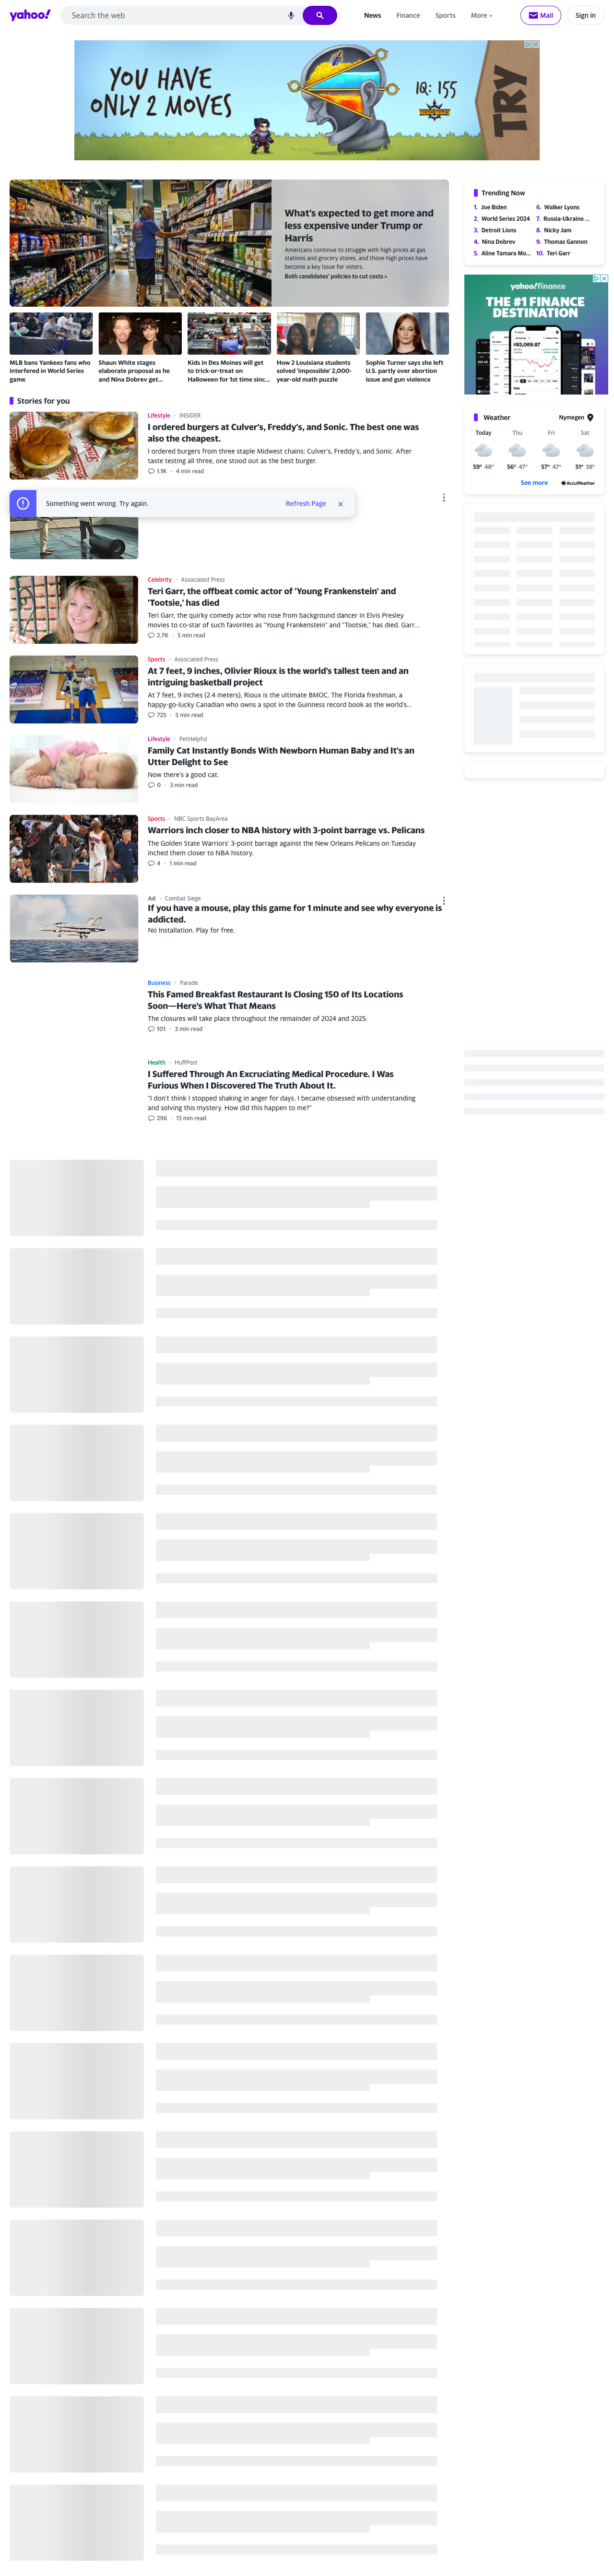 yahoo!
Search the web
News
Finance
Sports
More
Mail
Sign in
YOU HAVE
ONLY 2 MOVES
IQ: 155
HERO WARS
TRY
What's expected to get more and
less expensive under Trump or
Harris
Americans continue to struggle with high prices at gas
stations and grocery stores, and those high prices have
become a key issue for voters.
Both candidates' policies to cut costs »
MLB bans Yankees fans who
interfered in World Series
game
Shaun White stages
elaborate proposal as he
and Nina Dobrev get...
Kids in Des Moines will get
to trick-or-treat on
Halloween for 1st time sinc...
How 2 Louisiana students
solved 'impossible' 2,000-
year-old math puzzle
Sophie Turner says she left
U.S. partly over abortion
issue and gun violence
Trending Now
1. Joe Biden
2. World Series 2024
3. Detroit Lions
4. Nina Dobrev
5. Aline Tamara Mo...
6. Walker Lyons
7. Russia-Ukraine ...
8. Nicky Jam
9. Thomas Gannon
10. Teri Garr
yahoo!finance
THE #1 FINANCE
DESTINATION
Weather
Nymegen
Today
Thu
Fri
Sat
59° 48°
56° 47°
57° 47°
51° 38°
See more
AccuWeather
Stories for you
Lifestyle · INSIDER
I ordered burgers at Culver's, Freddy's, and Sonic. The best one was
also the cheapest.
I ordered burgers from three staple Midwest chains: Culver's, Freddy's, and Sonic. After
taste testing all three, one stood out as the best burger.
1.1K · 4 min read
Something went wrong. Try again.
Refresh Page
Celebrity · Associated Press
Teri Garr, the offbeat comic actor of 'Young Frankenstein' and
'Tootsie,' has died
Teri Garr, the quirky comedy actor who rose from background dancer in Elvis Presley
movies to co-star of such favorites as "Young Frankenstein" and "Tootsie," has died. Garr...
2.7K · 5 min read
Sports · Associated Press
At 7 feet, 9 inches, Olivier Rioux is the world's tallest teen and an
intriguing basketball project
At 7 feet, 9 inches (2.4 meters), Rioux is the ultimate BMOC. The Florida freshman, a
happy-go-lucky Canadian who owns a spot in the Guinness record book as the world's...
725 · 5 min read
Lifestyle · PetHelpful
Family Cat Instantly Bonds With Newborn Human Baby and It's an
Utter Delight to See
Now there's a good cat.
0 · 3 min read
Sports · NBC Sports BayArea
Warriors inch closer to NBA history with 3-point barrage vs. Pelicans
The Golden State Warriors' 3-point barrage against the New Orleans Pelicans on Tuesday
inched them closer to NBA history.
4 · 1 min read
Ad · Combat Siege
If you have a mouse, play this game for 1 minute and see why everyone is
addicted.
No Installation. Play for free.
Business · Parade
This Famed Breakfast Restaurant Is Closing 150 of Its Locations
Soon—Here's What That Means
The closures will take place throughout the remainder of 2024 and 2025.
101 · 3 min read
Health · HuffPost
I Suffered Through An Excruciating Medical Procedure. I Was
Furious When I Discovered The Truth About It.
"I don't think I stopped shaking in anger for days. I became obsessed with understanding
and solving this mystery. How did this happen to me?"
296 · 13 min read